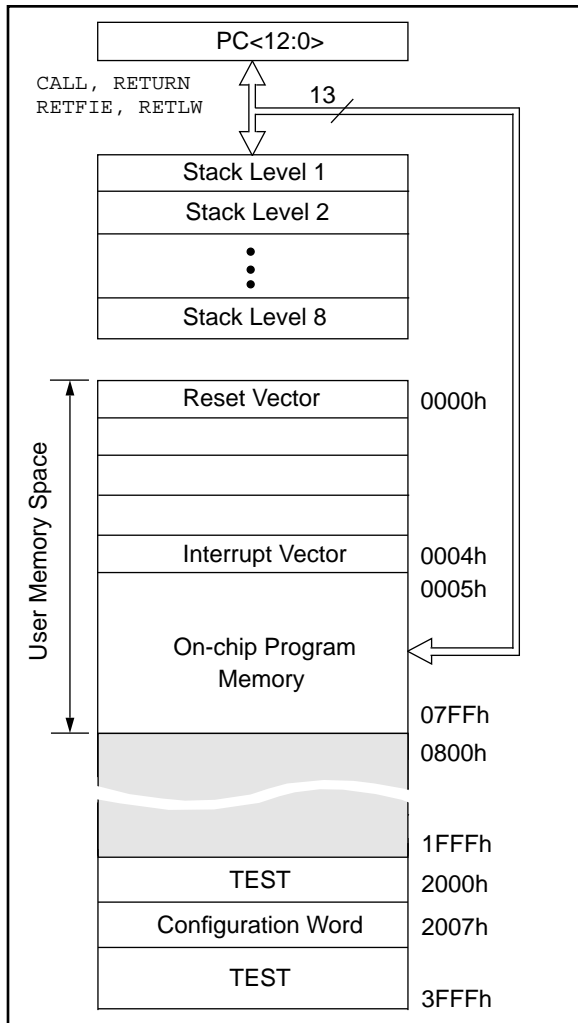 PC<12:0>
CALL, RETURN
RETFIE, RETLW
13
Stack Level 1
Stack Level 2
Stack Level 8
User Memory Space
Reset Vector
0000h
Interrupt Vector
0004h
0005h
On-chip Program
Memory
07FFh
0800h
1FFFh
TEST
2000h
Configuration Word
2007h
TEST
3FFFh